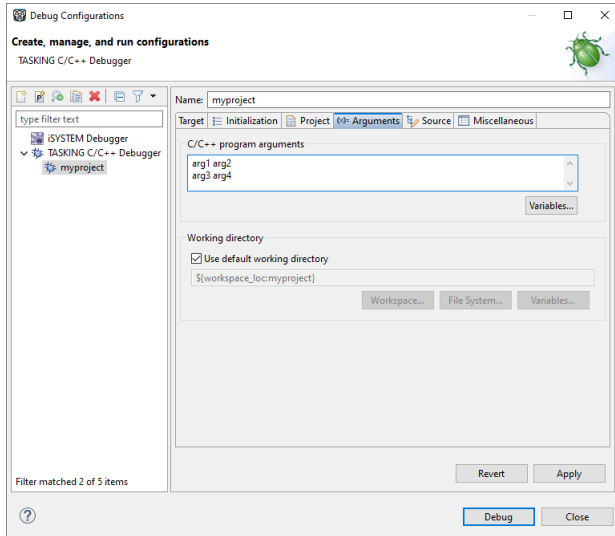 Debug Configurations
Create, manage, and run configurations
TASKING C/C++ Debugger
type filter text
iSYSTEM Debugger
TASKING C/C++ Debugger
myproject
Filter matched 2 of 5 items
Name: myproject
Target Initialization Project (x)= Arguments Source Miscellaneous
C/C++ program arguments
arg1 arg2
arg3 arg4
Variables...
Working directory
Use default working directory
${workspace_loc:myproject}
Workspace... File System... Variables...
Revert Apply
Debug Close